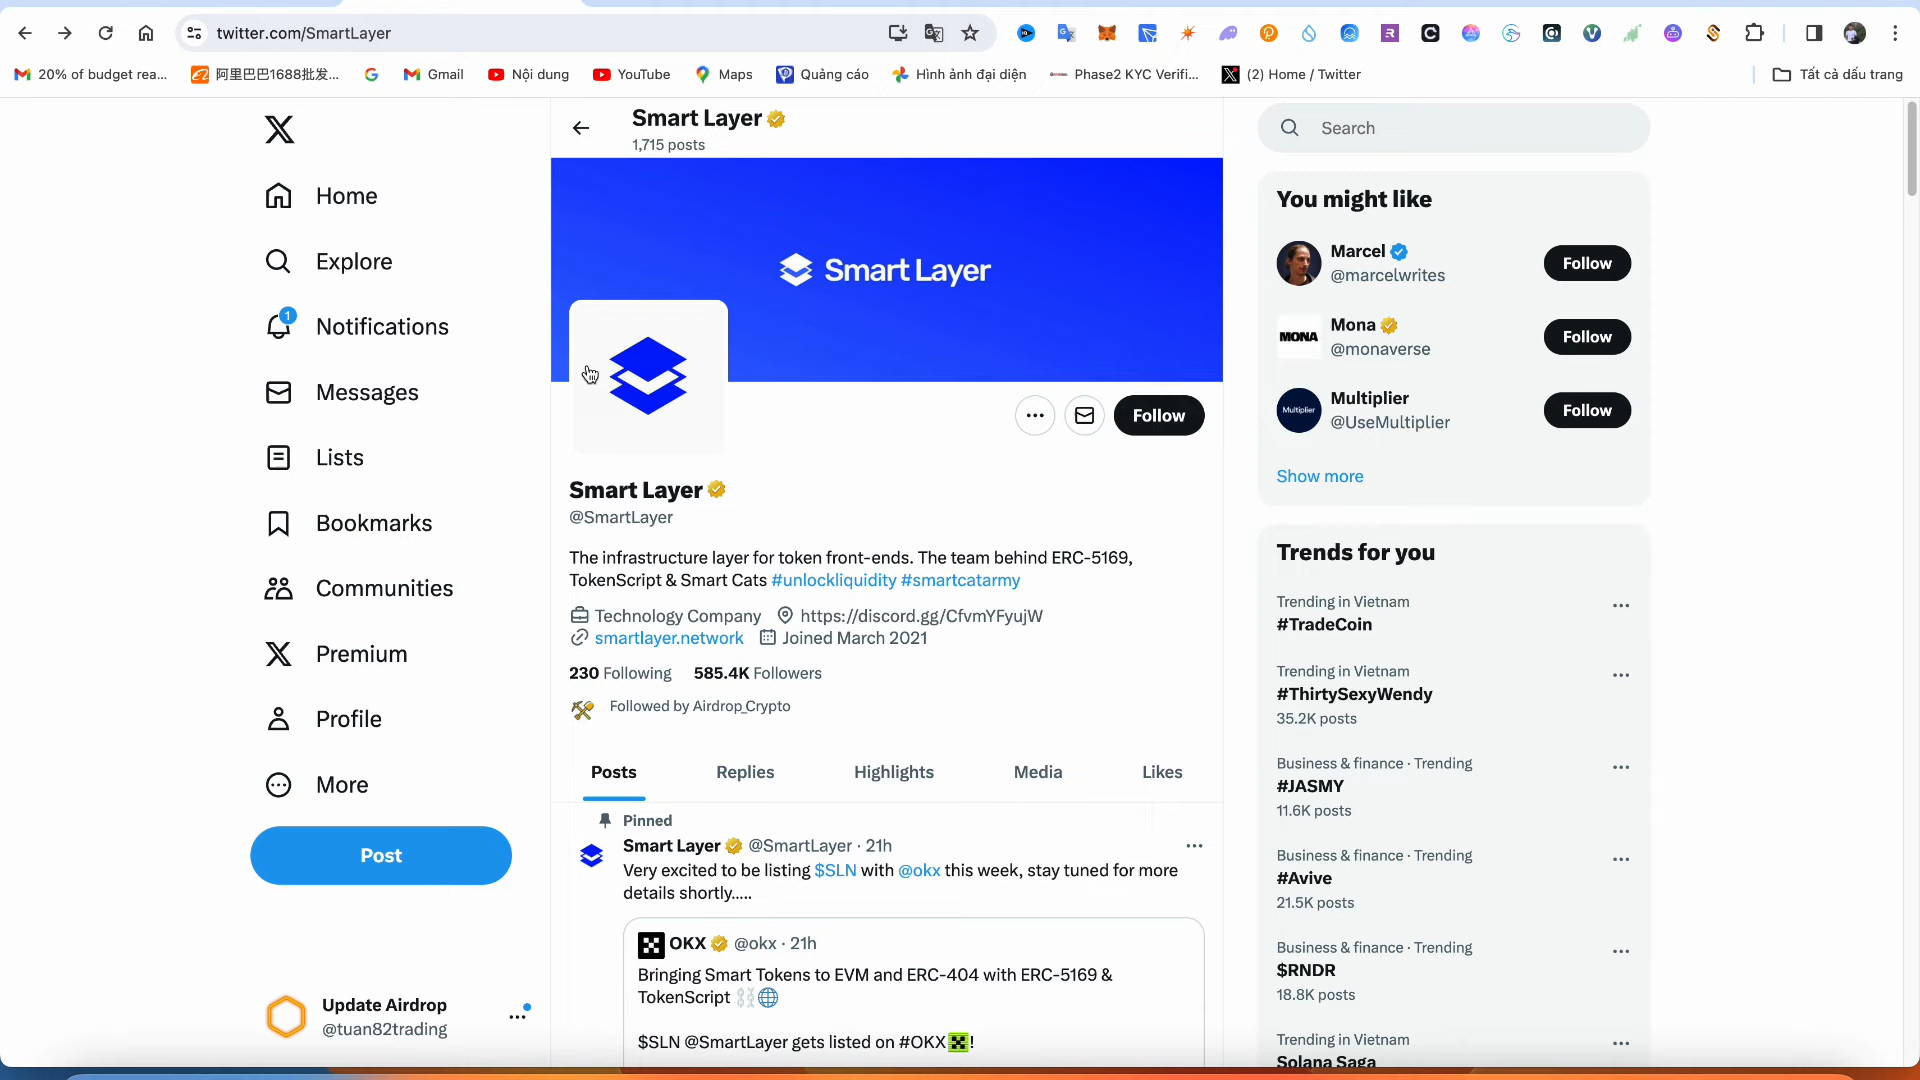 twitter.com/SmartLayer
20% of budget rea...
阿里巴巴1688批发...
Gmail
Nội dung
YouTube
Maps
Quảng cáo
Hình ảnh đại diện
Phase2 KYC Verifi...
(2) Home / Twitter
Tất cả dấu trang
Home
Explore
1
Notifications
Messages
Lists
Bookmarks
Communities
Premium
Profile
More
Post
Update Airdrop
@tuan82trading
Smart Layer
1,715 posts
Smart Layer
Follow
Smart Layer
@SmartLayer
The infrastructure layer for token front-ends. The team behind ERC-5169,
TokenScript & Smart Cats #unlockliquidity #smartcatarmy
Technology Company https://discord.gg/CfvmYFyujW
smartlayer.network Joined March 2021
230 Following 585.4K Followers
Followed by Airdrop_Crypto
Posts Replies Highlights Media Likes
Pinned
Smart Layer @SmartLayer · 21h
Very excited to be listing $SLN with @okx this week, stay tuned for more
details shortly.....
OKX @okx · 21h
Bringing Smart Tokens to EVM and ERC-404 with ERC-5169 &
TokenScript
$SLN @SmartLayer gets listed on #OKX !
Search
You might like
Marcel
@marcelwrites
Follow
MONA
Mona
@monaverse
Follow
Multiplier
Multiplier
@UseMultiplier
Follow
Show more
Trends for you
Trending in Vietnam
#TradeCoin
Trending in Vietnam
#ThirtySexyWendy
35.2K posts
Business & finance · Trending
#JASMY
11.6K posts
Business & finance · Trending
#Avive
21.5K posts
Business & finance · Trending
$RNDR
18.8K posts
Trending in Vietnam
Solana Saga